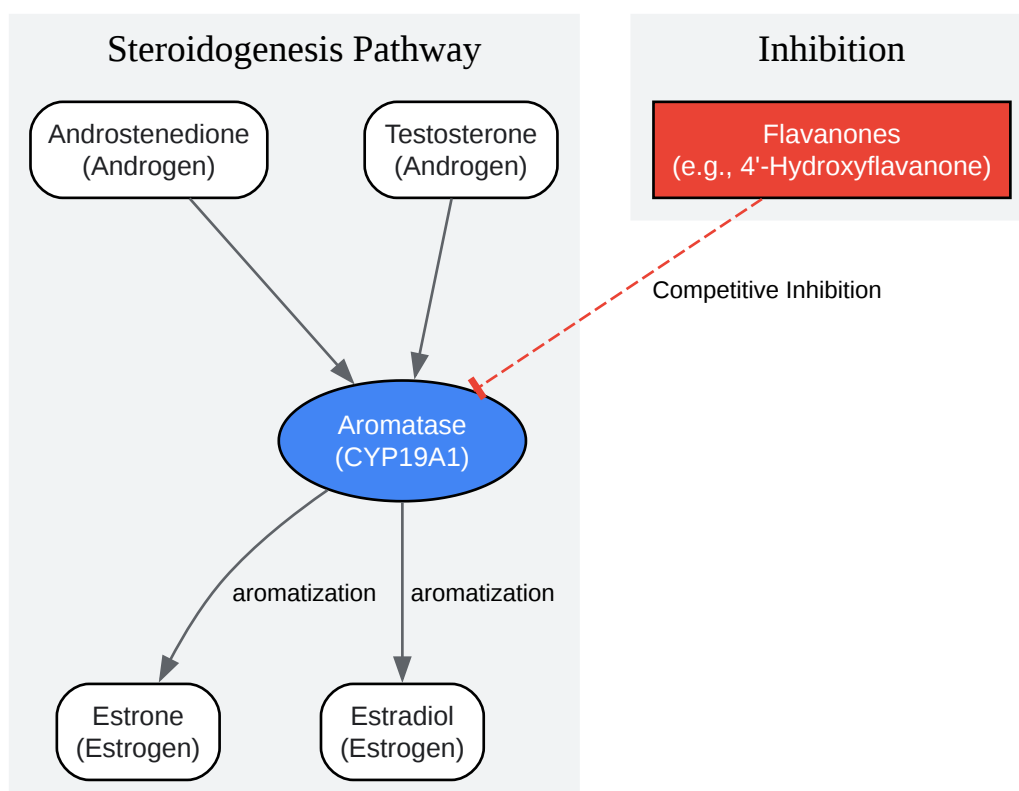 Steroidogenesis Pathway
Inhibition
Androstenedione
(Androgen)
Testosterone
(Androgen)
Flavanones
(e.g., 4'-Hydroxyflavanone)
Competitive Inhibition
Aromatase
(CYP19A1)
aromatization
aromatization
Estrone
(Estrogen)
Estradiol
(Estrogen)